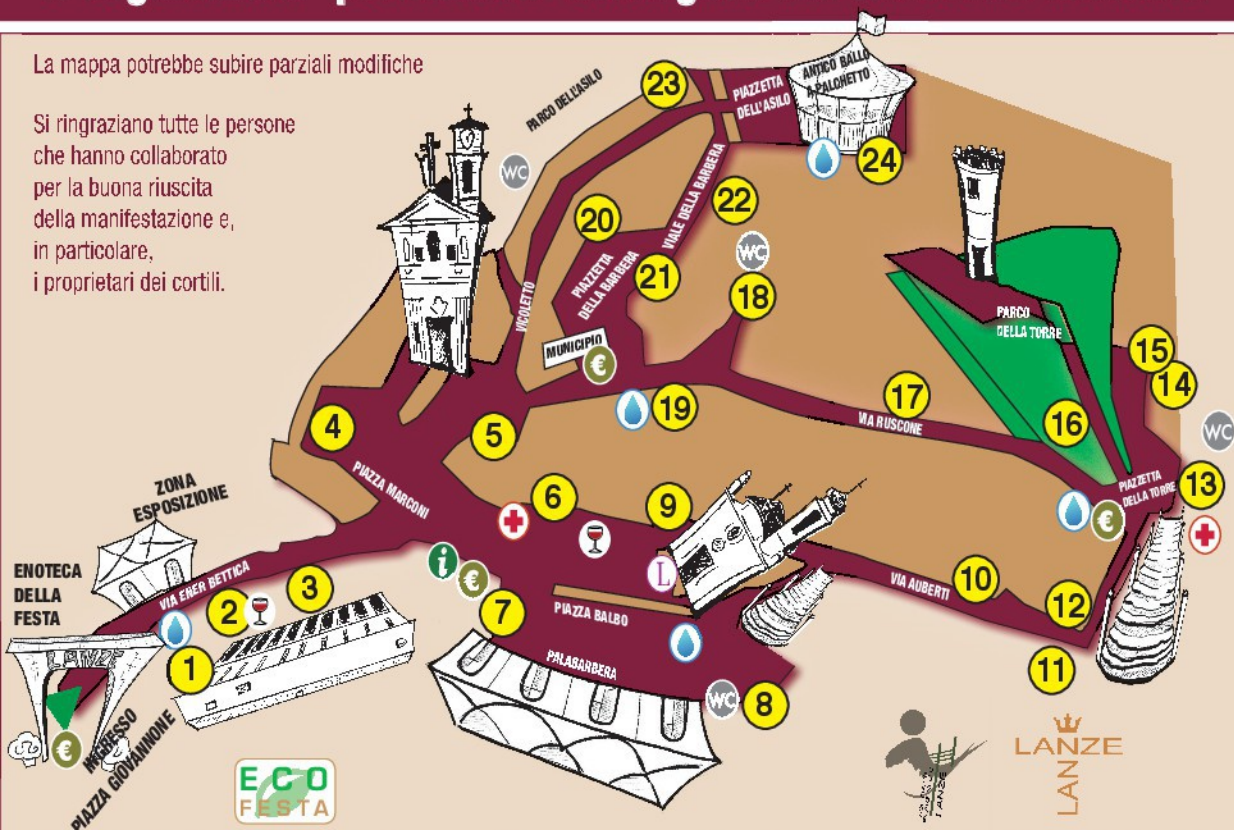 La mappa potrebbe subire parziali modifiche
Si ringraziano tutte le persone
che hanno collaborato
per la buona riuscita
della manifestazione e,
in particolare,
i proprietari dei cortili.
ANTICO BALLO
A PALCHETTO
PIAZZETTA
DELL'ASILO
23
PARCO DELL'ASILO
WC
24
VIALE DELLA BARBERA
22
20
WC
PIAZZETTA
DELLA BARBERA
21
18
VICOLETTO
MUNICIPIO
€
PARCO
DELLA TORRE
15
14
19
17
VIA RUSCONE
16
WC
4
5
PIAZZA MARCONI
PIAZZETTA
DELLA TORRE
13
€
ZONA
ESPOSIZIONE
6
9
L
i
€
ENOTECA
DELLA
FESTA
VIA ENER BETTICA
3
2
1
7
PIAZZA BALBO
VIA AUBERTI
10
12
11
PALABARBERA
WC
8
LANZE
€
INGRESSO
PIAZZA GIOVANNONE
ECO
FESTA
LANZE
LANZE
LANZE